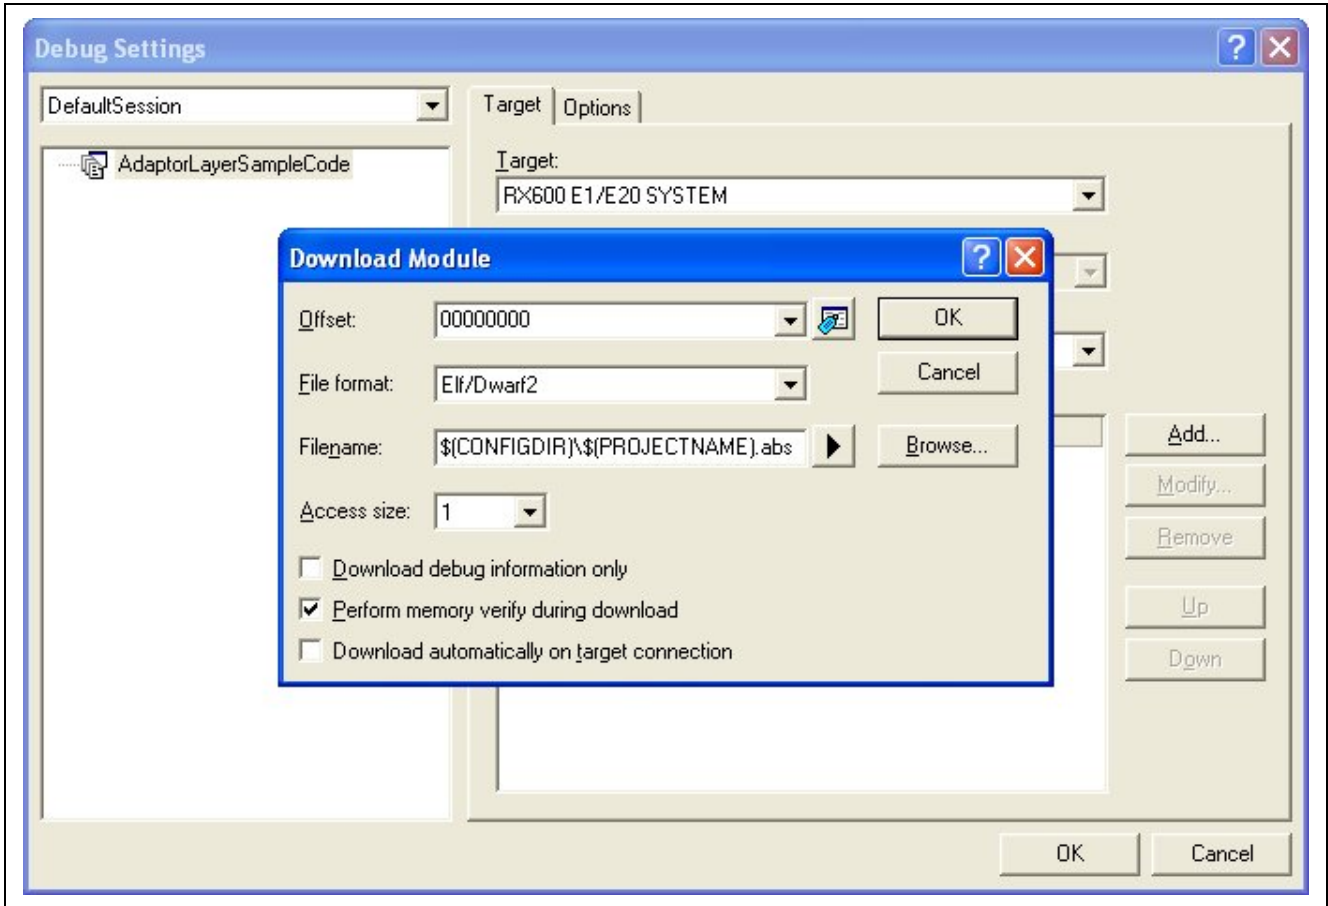 Debug Settings
DefaultSession
Target Options
AdaptorLayerSampleCode
Target:
RX600 E1/E20 SYSTEM
Download Module
Offset: 00000000 OK
File format: Elf/Dwarf2 Cancel
Filename: $(CONFIGDIR)\$(PROJECTNAME).abs Browse...
Access size: 1
Download debug information only
Perform memory verify during download
Download automatically on target connection
Add...
Modify...
Remove
Up
Down
OK Cancel